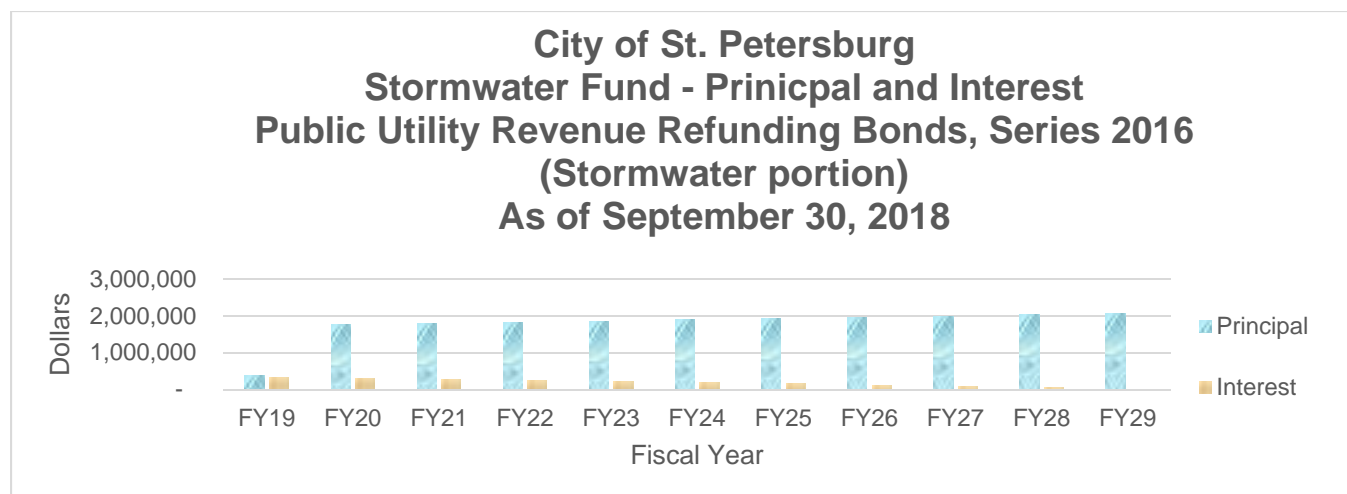 City of St. Petersburg
Stormwater Fund - Prinicpal and Interest
Public Utility Revenue Refunding Bonds, Series 2016
(Stormwater portion)
As of September 30, 2018
3,000,000
2,000,000
1,000,000
-
Dollars
FY19 FY20 FY21 FY22 FY23 FY24 FY25 FY26 FY27 FY28 FY29
Fiscal Year
Principal
Interest